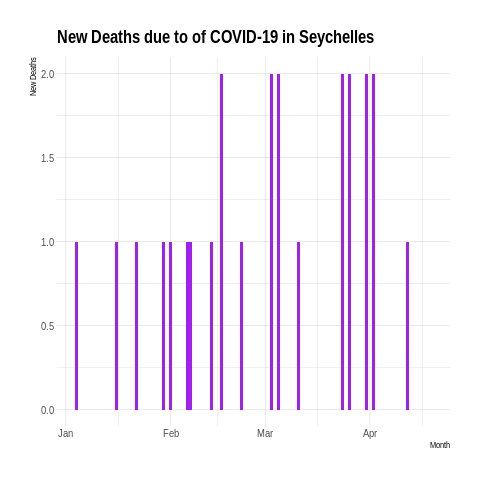 New Deaths due to of COVID-19 in Seychelles
New Deaths
2.0
1.5
1.0
0.5
0.0
Jan Feb Mar Apr
Month